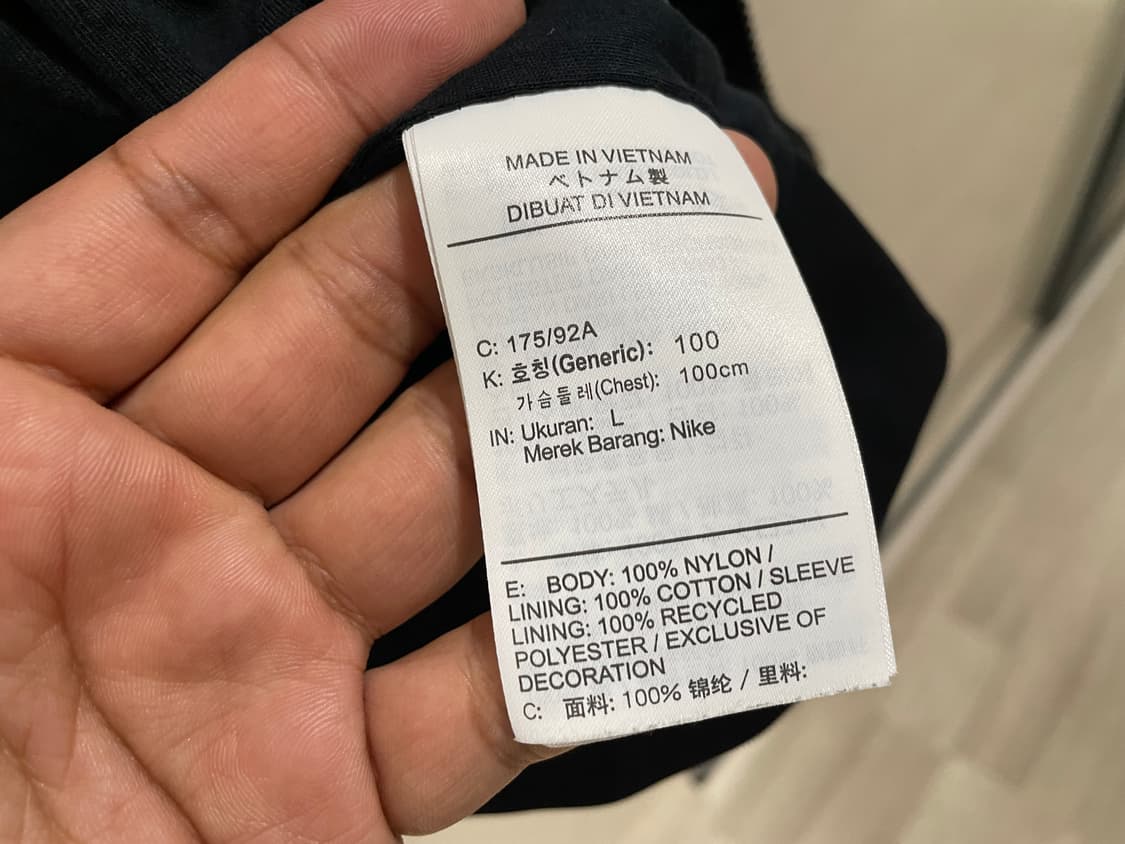 MADE IN VIETNAM
ベトナム製
DIBUAT DI VIETNAM
C: 175/92A
K: 호칭(Generic): 100
가슴둘레(Chest): 100cm
IN: Ukuran: L
Merek Barang: Nike
E: BODY: 100% NYLON /
LINING: 100% COTTON / SLEEVE
LINING: 100% RECYCLED
POLYESTER / EXCLUSIVE OF
DECORATION
C: 面料: 100% 锦纶 / 里料: